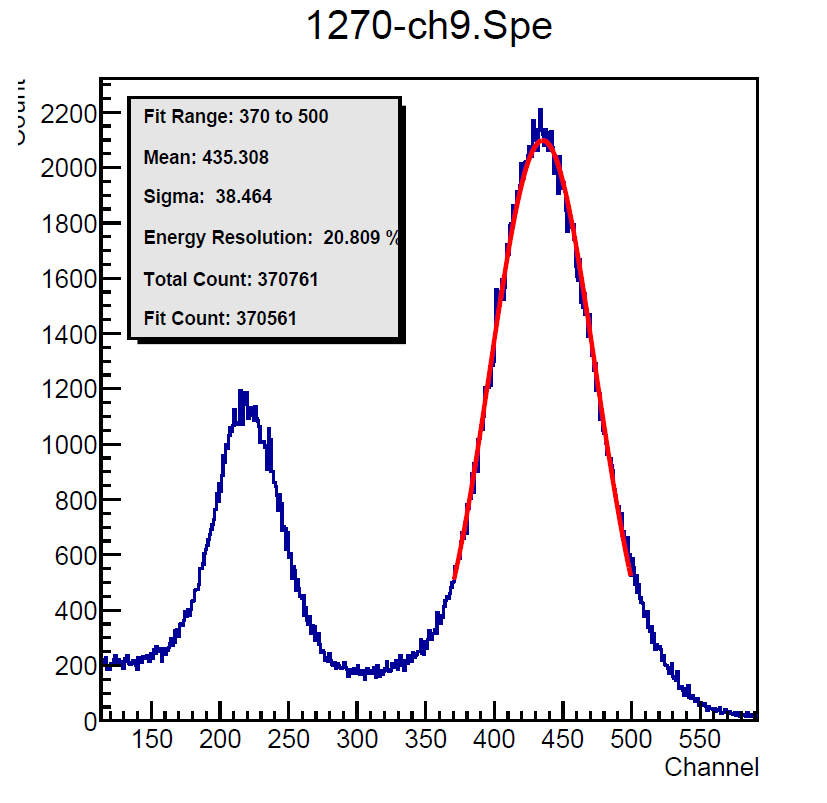 1270-ch9.Spe
Count
Fit Range: 370 to 500
Mean: 435.308
Sigma:  38.464
Energy Resolution:  20.809 %
Total Count: 370761
Fit Count: 370561
2200
2000
1800
1600
1400
1200
1000
800
600
400
200
0
150 200 250 300 350 400 450 500 550
Channel